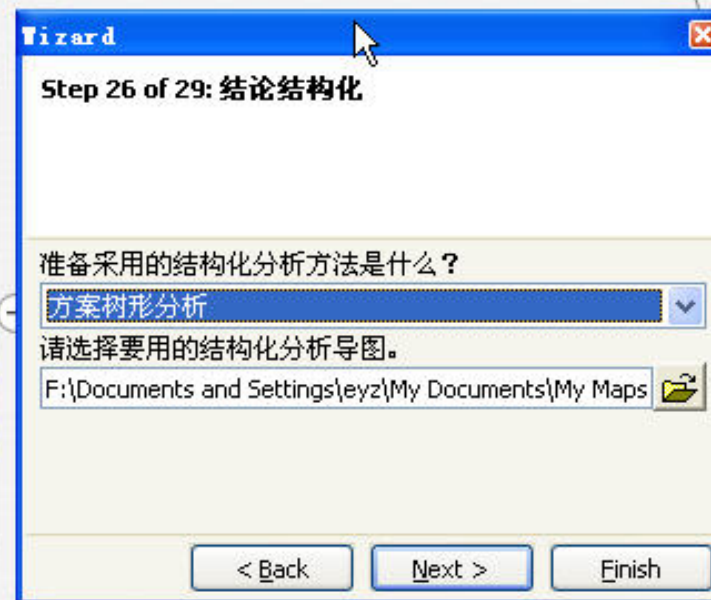 Wizard
Step 26 of 29: 结论结构化
准备采用的结构化分析方法是什么？
方案树形分析
请选择要用的结构化分析导图。
F:\Documents and Settings\eyz\My Documents\My Maps
< Back
Next >
Finish